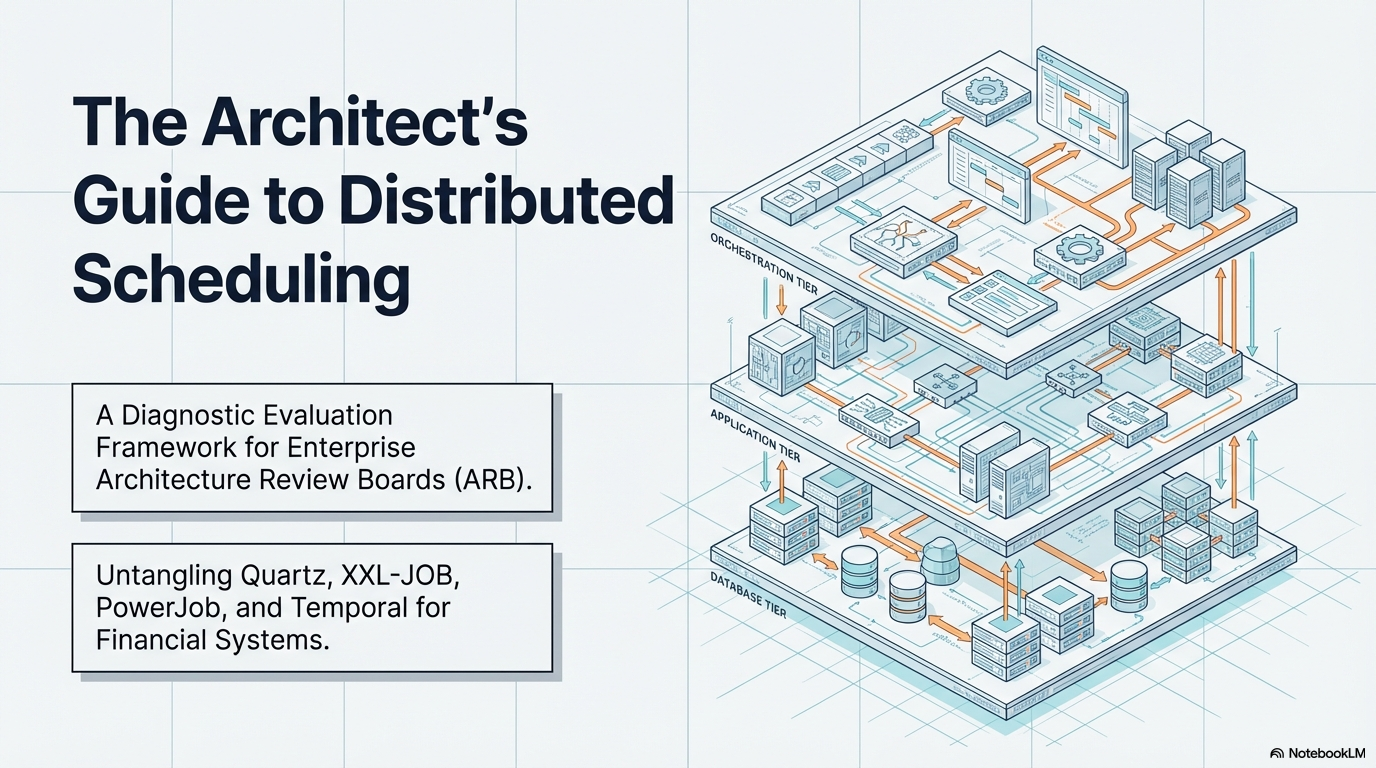 The Architect's
Guide to Distributed
Scheduling
A Diagnostic Evaluation
Framework for Enterprise
Architecture Review Boards (ARB).
Untangling Quartz, XXL-JOB,
PowerJob, and Temporal for
Financial Systems.
ORCHESTRATION TIER
APPLICATION TIER
DATABASE TIER
NotebookLM